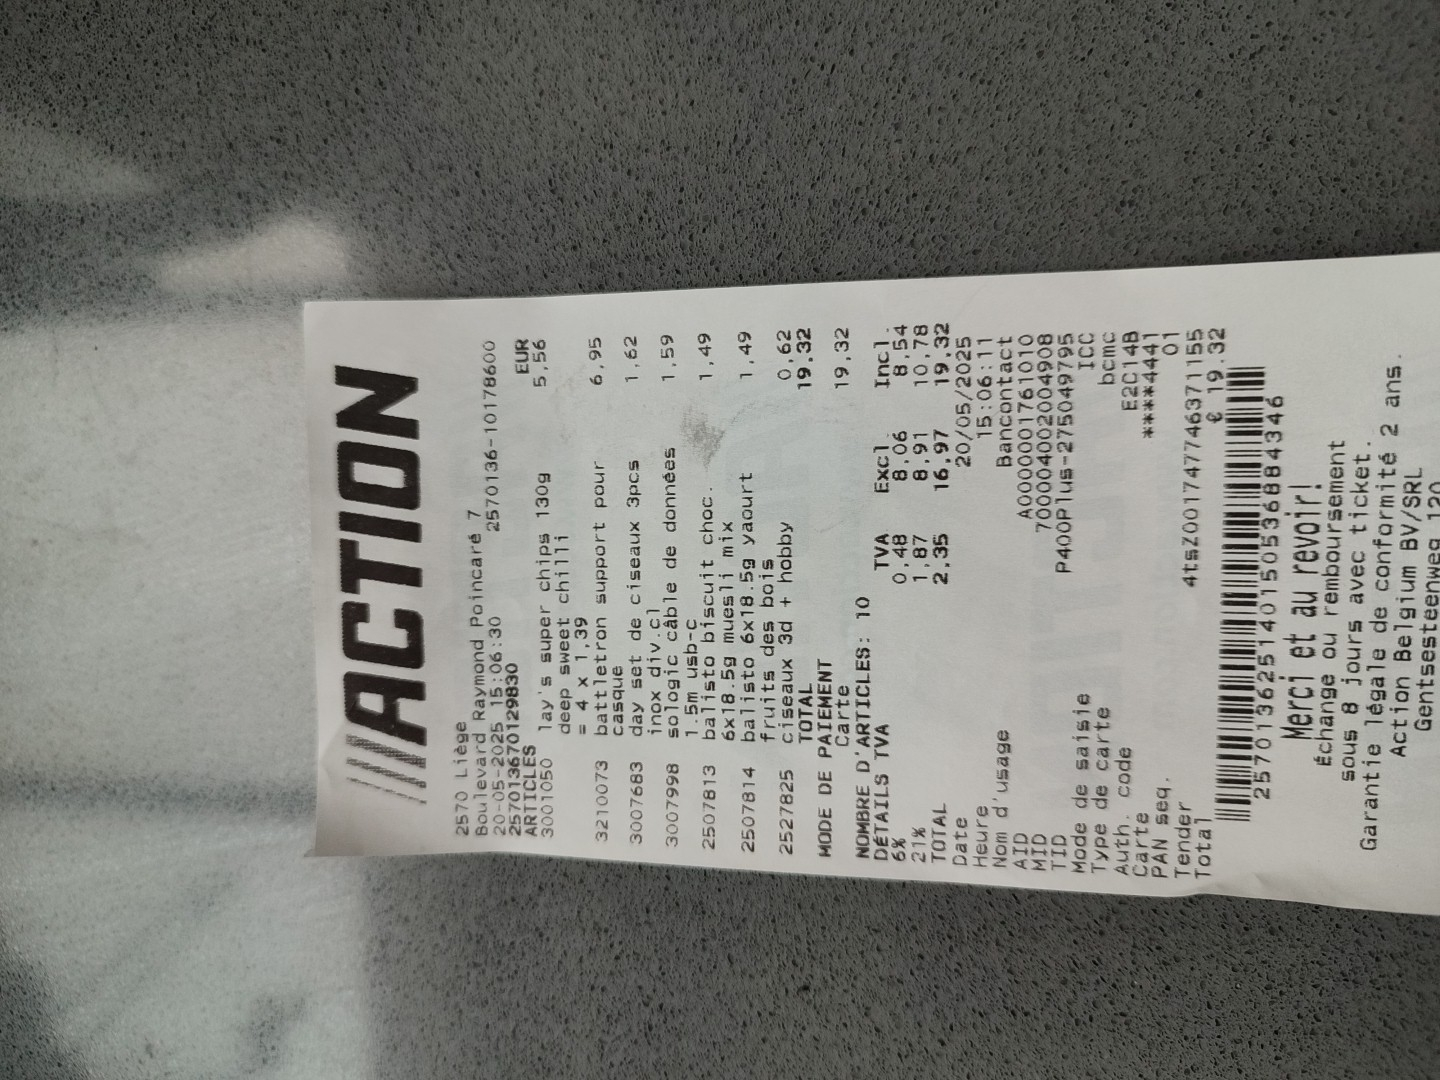 ACTION
2570 Liège
Boulevard Raymond Poincaré 7
20-05-2025 15:06:30 2570136-10178600
2570136701​29830
ARTICLES EUR
3001050 lay's super chips 130g 5,56
deep sweet chilli
= 4 x 1,39
3210073 battletron support pour 6,95
casque
3007683 day set de ciseaux 3pcs 1,62
inox div.cl
3007998 sologic câble de données 1,59
1.5m usb-c
2507813 balisto biscuit choc. 1,49
6x18.5g muesli mix
2507814 balisto 6x18.5g yaourt 1,49
fruits des bois
2527825 ciseaux 3d + hobby 0,62
TOTAL 19,32
MODE DE PAIEMENT
Carte 19,32
NOMBRE D'ARTICLES: 10
DÉTAILS TVA TVA Excl. Incl.
6% 0,48 8,06 8,54
21% 1,87 8,91 10,78
TOTAL 2,35 16,97 19,32
Date 20/05/2025
Heure 15:06:11
Nom d'usage Bancontact
AID A0000001761010
MID 70000400200​4908
TID P400Plus-275049795
Mode de saisie ICC
Type de carte bcmc
Auth. code E2C14B
Carte ****4441
PAN seq. 01
Tender 4tsZ001747746371155
Total € 19,32
2570136251401505368​84346
Merci et au revoir!
Échange ou remboursement
sous 8 jours avec ticket.
Garantie légale de conformité 2 ans.
Action Belgium BV/SRL
Gentsesteenweg 120